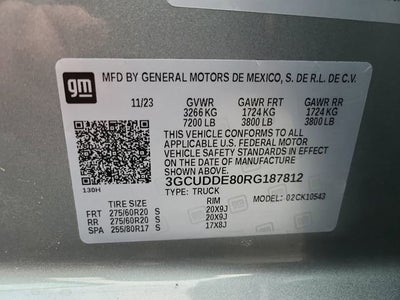 gm
MFD BY GENERAL MOTORS DE MEXICO, S. DE R.L. DE C.V.
11/23 GVWR GAWR FRT GAWR RR
3266 KG 1724 KG 1724 KG
7200 LB 3800 LB 3800 LB
THIS VEHICLE CONFORMS TO ALL
APPLICABLE U.S. FEDERAL MOTOR
VEHICLE SAFETY STANDARDS IN EFFECT
ON THE DATE OF MANUFACTURE
SHOWN ABOVE.
130H 3GCUDDE80RG187812
TYPE: TRUCK MODEL: 02CK10543
TIRE SIZE RIM
FRT 275/60R20 S 20X9J
RR 275/60R20 S 20X9J
SPA 255/80R17 S 17X8J